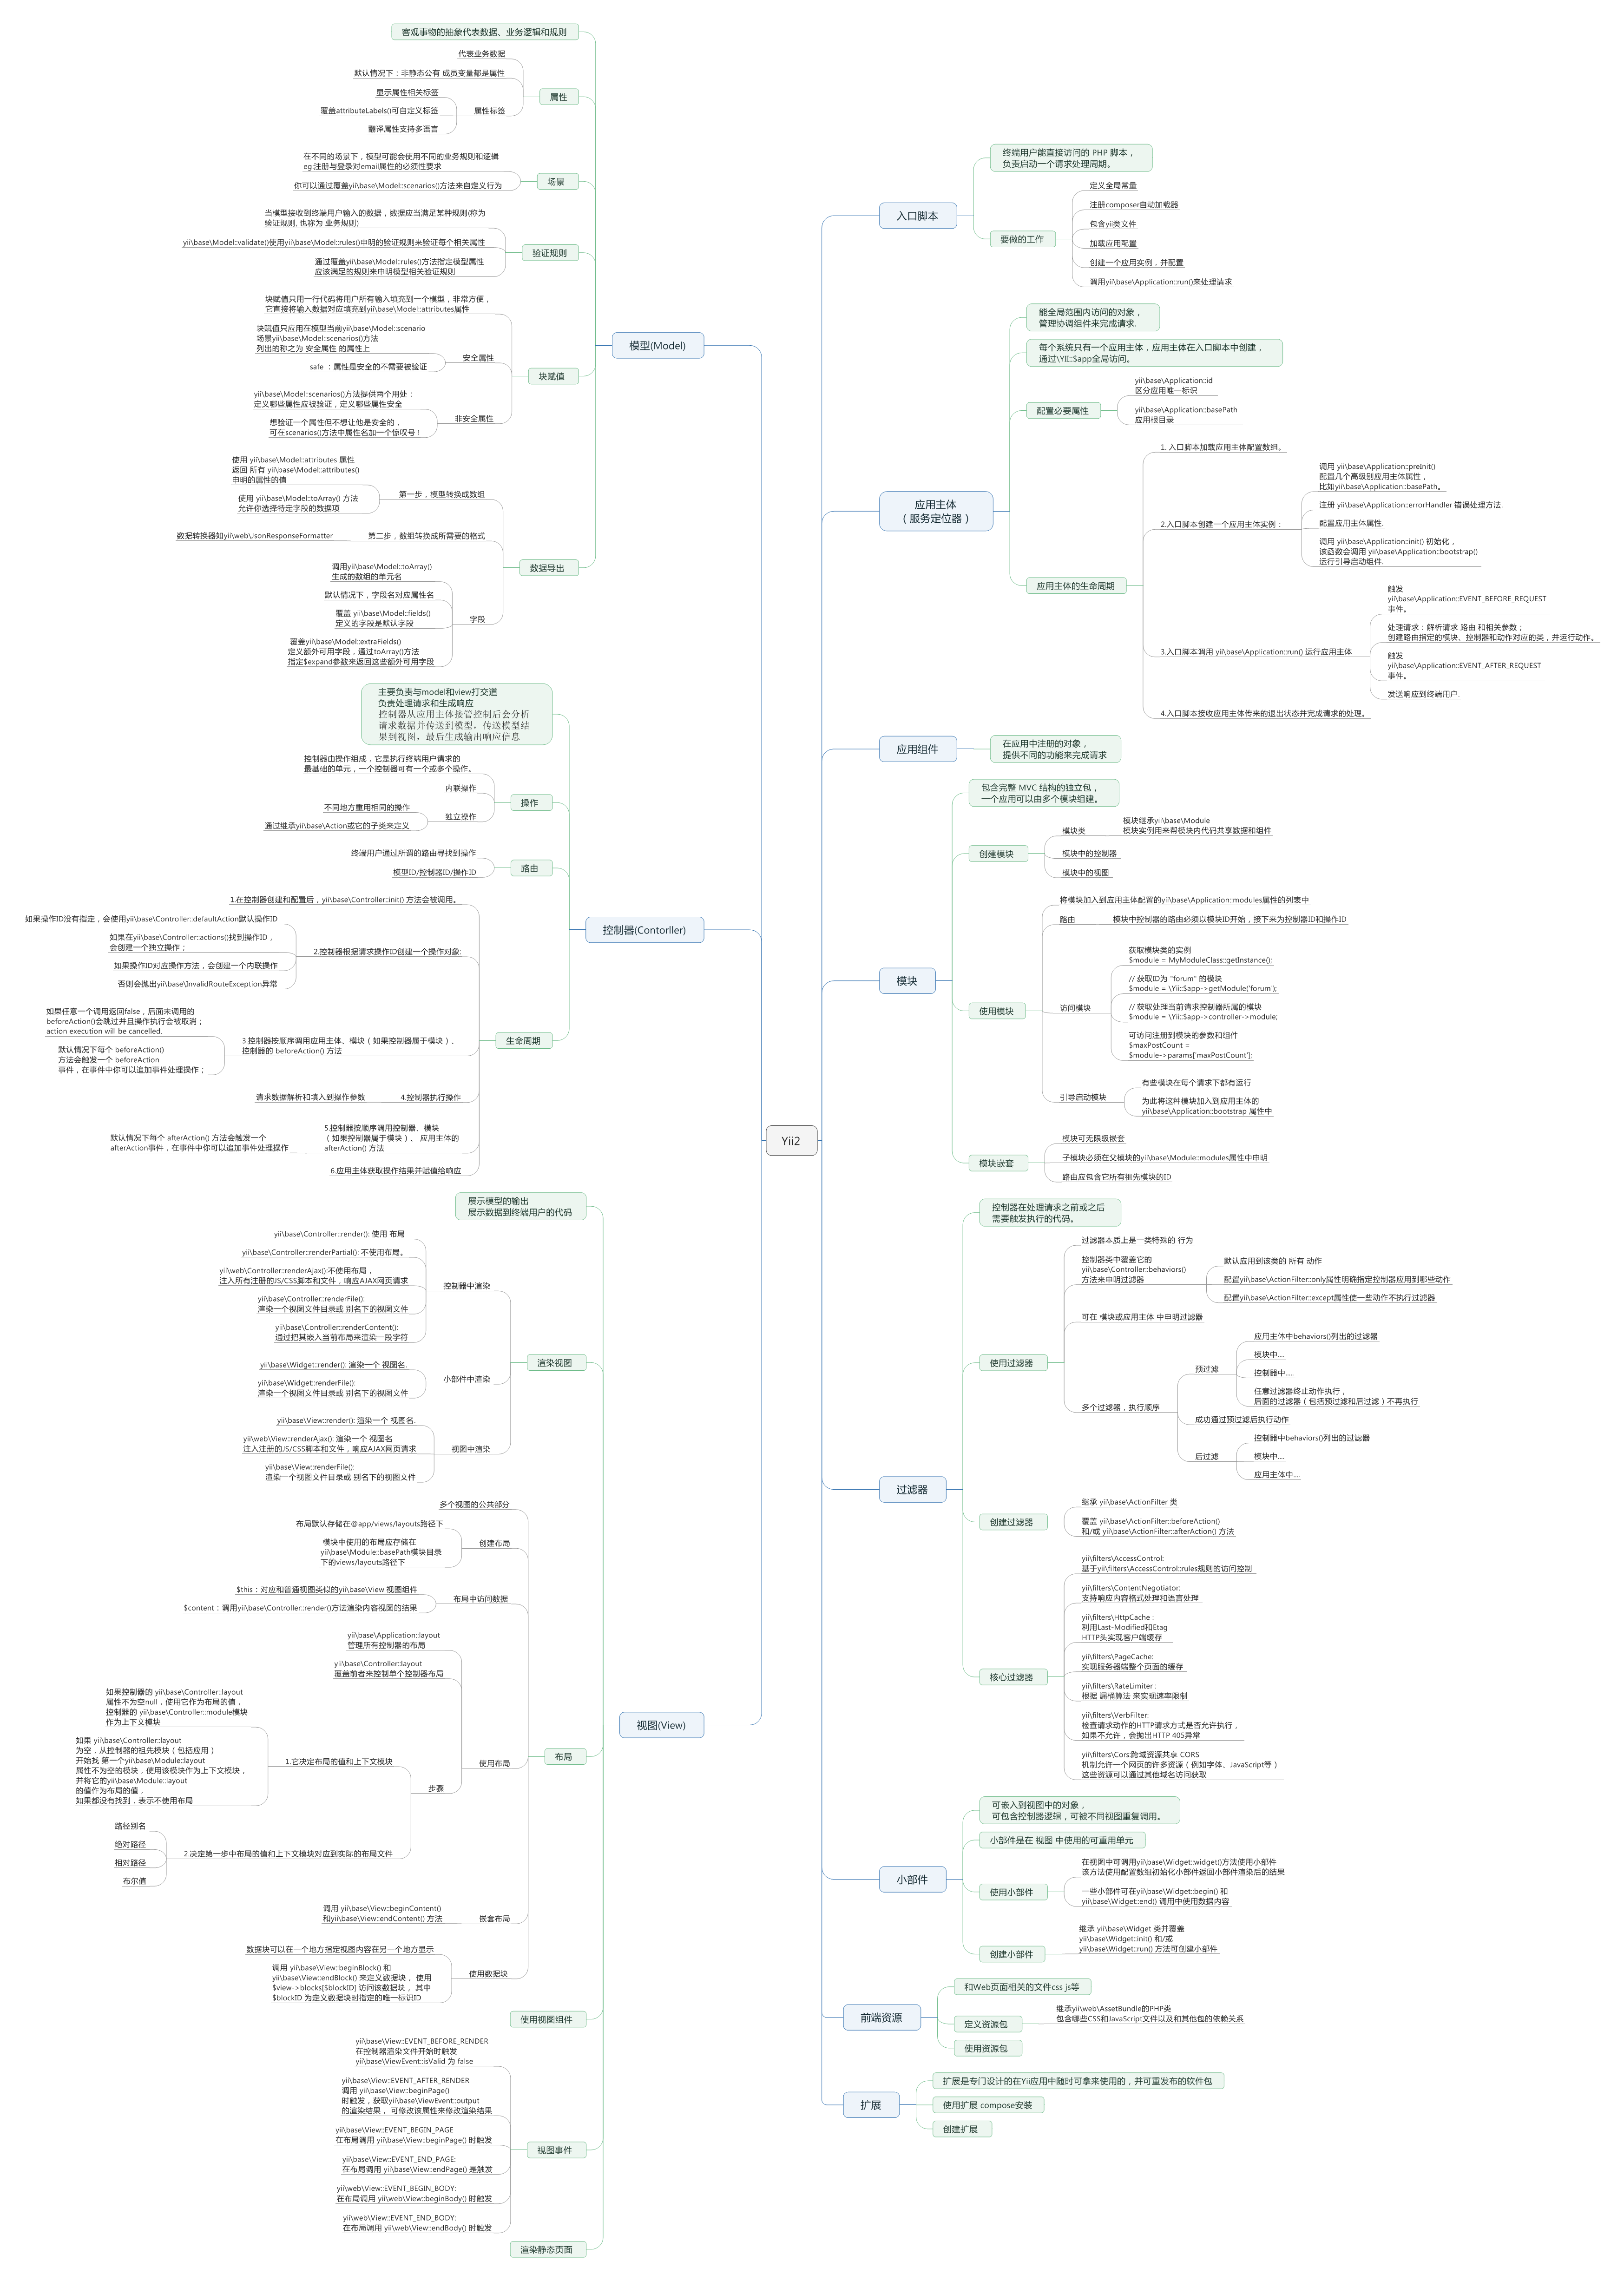 Yii2
模型(Model)
客观事物的抽象代表数据、业务逻辑和规则
属性
代表业务数据
默认情况下：非静态公有 成员变量都是属性
属性标签
显示属性相关标签
覆盖attributeLabels()可自定义标签
翻译属性支持多语言
场景
在不同的场景下，模型可能会使用不同的业务规则和逻辑
eg:注册与登录对email属性的必须性要求
你可以通过覆盖yii\base\Model::scenarios()方法来自定义行为
验证规则
当模型接收到终端用户输入的数据，数据应当满足某种规则(称为
验证规则, 也称为 业务规则)
yii\base\Model::validate()使用yii\base\Model::rules()申明的验证规则来验证每个相关属性
通过覆盖yii\base\Model::rules()方法指定模型属性
应该满足的规则来申明模型相关验证规则
块赋值
块赋值只用一行代码将用户所有输入填充到一个模型，非常方便，
它直接将输入数据对应填充到yii\base\Model::attributes属性
安全属性
块赋值只应用在模型当前yii\base\Model::scenario
场景yii\base\Model::scenarios()方法
列出的称之为 安全属性 的属性上
safe ：属性是安全的不需要被验证
非安全属性
yii\base\Model::scenarios()方法提供两个用处：
定义哪些属性应被验证，定义哪些属性安全
想验证一个属性但不想让他是安全的，
可在scenarios()方法中属性名加一个惊叹号！
数据导出
第一步，模型转换成数组
使用 yii\base\Model::attributes 属性
返回 所有 yii\base\Model::attributes()
申明的属性的值
使用 yii\base\Model::toArray() 方法
允许你选择特定字段的数据项
第二步，数组转换成所需要的格式
数据转换器如yii\web\JsonResponseFormatter
字段
调用yii\base\Model::toArray()
生成的数组的单元名
默认情况下，字段名对应属性名
覆盖 yii\base\Model::fields()
定义的字段是默认字段
覆盖yii\base\Model::extraFields()
定义额外可用字段，通过toArray()方法
指定$expand参数来返回这些额外可用字段
控制器(Contorller)
主要负责与model和view打交道
负责处理请求和生成响应
控制器从应用主体接管控制后会分析
请求数据并传送到模型，传送模型结
果到视图，最后生成输出响应信息
操作
控制器由操作组成，它是执行终端用户请求的
最基础的单元，一个控制器可有一个或多个操作。
内联操作
独立操作
不同地方重用相同的操作
通过继承yii\base\Action或它的子类来定义
路由
终端用户通过所谓的路由寻找到操作
模型ID/控制器ID/操作ID
生命周期
1.在控制器创建和配置后，yii\base\Controller::init() 方法会被调用。
2.控制器根据请求操作ID创建一个操作对象:
如果操作ID没有指定，会使用yii\base\Controller::defaultAction默认操作ID
如果在yii\base\Controller::actions()找到操作ID，
会创建一个独立操作；
如果操作ID对应操作方法，会创建一个内联操作
否则会抛出yii\base\InvalidRouteException异常
3.控制器按顺序调用应用主体、模块（如果控制器属于模块）、
控制器的 beforeAction() 方法
如果任意一个调用返回false，后面未调用的
beforeAction()会跳过并且操作执行会被取消；
action execution will be cancelled.
默认情况下每个 beforeAction()
方法会触发一个 beforeAction
事件，在事件中你可以追加事件处理操作；
4.控制器执行操作
请求数据解析和填入到操作参数
5.控制器按顺序调用控制器、模块
（如果控制器属于模块）、 应用主体的
afterAction() 方法
默认情况下每个 afterAction() 方法会触发一个
afterAction事件，在事件中你可以追加事件处理操作
6.应用主体获取操作结果并赋值给响应
视图(View)
展示模型的输出
展示数据到终端用户的代码
渲染视图
控制器中渲染
yii\base\Controller::render(): 使用 布局
yii\base\Controller::renderPartial(): 不使用布局。
yii\web\Controller::renderAjax():不使用布局，
注入所有注册的JS/CSS脚本和文件，响应AJAX网页请求
yii\base\Controller::renderFile():
渲染一个视图文件目录或 别名下的视图文件
yii\base\Controller::renderContent():
通过把其嵌入当前布局来渲染一段字符
小部件中渲染
yii\base\Widget::render(): 渲染一个 视图名.
yii\base\Widget::renderFile():
渲染一个视图文件目录或 别名下的视图文件
视图中渲染
yii\base\View::render(): 渲染一个 视图名.
yii\web\View::renderAjax(): 渲染一个 视图名
注入注册的JS/CSS脚本和文件，响应AJAX网页请求
yii\base\View::renderFile():
渲染一个视图文件目录或 别名下的视图文件
布局
多个视图的公共部分
创建布局
布局默认存储在@app/views/layouts路径下
模块中使用的布局应存储在
yii\base\Module::basePath模块目录
下的views/layouts路径下
布局中访问数据
$this：对应和普通视图类似的yii\base\View 视图组件
$content：调用yii\base\Controller::render()方法渲染内容视图的结果
使用布局
yii\base\Application::layout
管理所有控制器的布局
yii\base\Controller::layout
覆盖前者来控制单个控制器布局
步骤
1.它决定布局的值和上下文模块
如果控制器的 yii\base\Controller::layout
属性不为空null，使用它作为布局的值，
控制器的 yii\base\Controller::module模块
作为上下文模块
如果 yii\base\Controller::layout
为空，从控制器的祖先模块（包括应用）
开始找 第一个yii\base\Module::layout
属性不为空的模块，使用该模块作为上下文模块，
并将它的yii\base\Module::layout
的值作为布局的值，
如果都没有找到，表示不使用布局
2.决定第一步中布局的值和上下文模块对应到实际的布局文件
路径别名
绝对路径
相对路径
布尔值
嵌套布局
调用 yii\base\View::beginContent()
和yii\base\View::endContent() 方法
使用数据块
数据块可以在一个地方指定视图内容在另一个地方显示
调用 yii\base\View::beginBlock() 和
yii\base\View::endBlock() 来定义数据块， 使用
$view->blocks[$blockID] 访问该数据块， 其中
$blockID 为定义数据块时指定的唯一标识ID
使用视图组件
视图事件
yii\base\View::EVENT_BEFORE_RENDER
在控制器渲染文件开始时触发
yii\base\ViewEvent::isValid 为 false
yii\base\View::EVENT_AFTER_RENDER
调用 yii\base\View::beginPage()
时触发，获取yii\base\ViewEvent::output
的渲染结果， 可修改该属性来修改渲染结果
yii\base\View::EVENT_BEGIN_PAGE
在布局调用 yii\base\View::beginPage() 时触发
yii\base\View::EVENT_END_PAGE:
在布局调用 yii\base\View::endPage() 是触发
yii\web\View::EVENT_BEGIN_BODY:
在布局调用 yii\web\View::beginBody() 时触发
yii\web\View::EVENT_END_BODY:
在布局调用 yii\web\View::endBody() 时触发
渲染静态页面
入口脚本
终端用户能直接访问的 PHP 脚本，
负责启动一个请求处理周期。
要做的工作
定义全局常量
注册composer自动加载器
包含yii类文件
加载应用配置
创建一个应用实例，并配置
调用yii\base\Application::run()来处理请求
应用主体
（服务定位器）
能全局范围内访问的对象，
管理协调组件来完成请求.
每个系统只有一个应用主体，应用主体在入口脚本中创建，
通过\YII::$app全局访问。
配置必要属性
yii\base\Application::id
区分应用唯一标识
yii\base\Application::basePath
应用根目录
应用主体的生命周期
1. 入口脚本加载应用主体配置数组。
2.入口脚本创建一个应用主体实例：
调用 yii\base\Application::preInit()
配置几个高级别应用主体属性，
比如yii\base\Application::basePath。
注册 yii\base\Application::errorHandler 错误处理方法.
配置应用主体属性.
调用 yii\base\Application::init() 初始化，
该函数会调用 yii\base\Application::bootstrap()
运行引导启动组件.
3.入口脚本调用 yii\base\Application::run() 运行应用主体
触发
yii\base\Application::EVENT_BEFORE_REQUEST
事件。
处理请求：解析请求 路由 和相关参数；
创建路由指定的模块、控制器和动作对应的类，并运行动作。
触发
yii\base\Application::EVENT_AFTER_REQUEST
事件。
发送响应到终端用户.
4.入口脚本接收应用主体传来的退出状态并完成请求的处理。
应用组件
在应用中注册的对象，
提供不同的功能来完成请求
模块
包含完整 MVC 结构的独立包，
一个应用可以由多个模块组建。
创建模块
模块类
模块继承yii\base\Module
模块实例用来帮模块内代码共享数据和组件
模块中的控制器
模块中的视图
使用模块
将模块加入到应用主体配置的yii\base\Application::modules属性的列表中
路由
模块中控制器的路由必须以模块ID开始，接下来为控制器ID和操作ID
访问模块
获取模块类的实例
$module = MyModuleClass::getInstance();
// 获取ID为 "forum" 的模块
$module = \Yii::$app->getModule('forum');
// 获取处理当前请求控制器所属的模块
$module = \Yii::$app->controller->module;
可访问注册到模块的参数和组件
$maxPostCount =
$module->params['maxPostCount'];
引导启动模块
有些模块在每个请求下都有运行
为此将这种模块加入到应用主体的
yii\base\Application::bootstrap 属性中
模块嵌套
模块可无限级嵌套
子模块必须在父模块的yii\base\Module::modules属性中申明
路由应包含它所有祖先模块的ID
过滤器
控制器在处理请求之前或之后
需要触发执行的代码。
使用过滤器
过滤器本质上是一类特殊的 行为
控制器类中覆盖它的
yii\base\Controller::behaviors()
方法来申明过滤器
默认应用到该类的 所有 动作
配置yii\base\ActionFilter::only属性明确指定控制器应用到哪些动作
配置yii\base\ActionFilter::except属性使一些动作不执行过滤器
可在 模块或应用主体 中申明过滤器
多个过滤器，执行顺序
预过滤
应用主体中behaviors()列出的过滤器
模块中....
控制器中.....
任意过滤器终止动作执行，
后面的过滤器（包括预过滤和后过滤）不再执行
成功通过预过滤后执行动作
后过滤
控制器中behaviors()列出的过滤器
模块中....
应用主体中....
创建过滤器
继承 yii\base\ActionFilter 类
覆盖 yii\base\ActionFilter::beforeAction()
和/或 yii\base\ActionFilter::afterAction() 方法
核心过滤器
yii\filters\AccessControl:
基于yii\filters\AccessControl::rules规则的访问控制
yii\filters\ContentNegotiator:
支持响应内容格式处理和语言处理
yii\filters\HttpCache :
利用Last-Modified和Etag
HTTP头实现客户端缓存
yii\filters\PageCache:
实现服务器端整个页面的缓存
yii\filters\RateLimiter :
根据 漏桶算法 来实现速率限制
yii\filters\VerbFilter:
检查请求动作的HTTP请求方式是否允许执行，
如果不允许，会抛出HTTP 405异常
yii\filters\Cors:跨域资源共享 CORS
机制允许一个网页的许多资源（例如字体、JavaScript等）
这些资源可以通过其他域名访问获取
小部件
可嵌入到视图中的对象，
可包含控制器逻辑，可被不同视图重复调用。
小部件是在 视图 中使用的可重用单元
使用小部件
在视图中可调用yii\base\Widget::widget()方法使用小部件
该方法使用配置数组初始化小部件返回小部件渲染后的结果
一些小部件可在yii\base\Widget::begin() 和
yii\base\Widget::end() 调用中使用数据内容
创建小部件
继承 yii\base\Widget 类并覆盖
yii\base\Widget::init() 和/或
yii\base\Widget::run() 方法可创建小部件
前端资源
和Web页面相关的文件css js等
定义资源包
继承yii\web\AssetBundle的PHP类
包含哪些CSS和JavaScript文件以及和其他包的依赖关系
使用资源包
扩展
扩展是专门设计的在Yii应用中随时可拿来使用的，并可重发布的软件包
使用扩展 compose安装
创建扩展